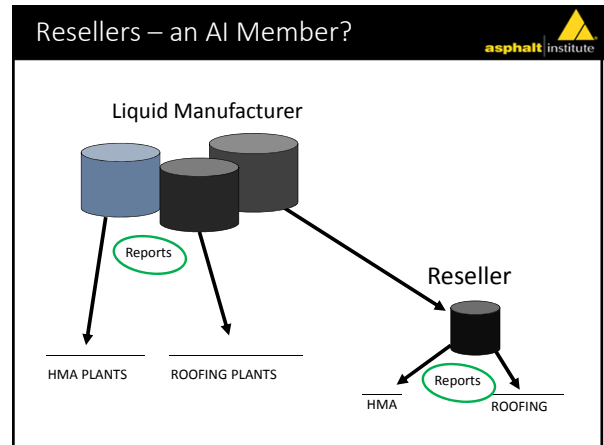 Resellers – an AI Member?
asphalt institute
Liquid Manufacturer
Reports
Reseller
HMA PLANTS
ROOFING PLANTS
Reports
HMA
ROOFING